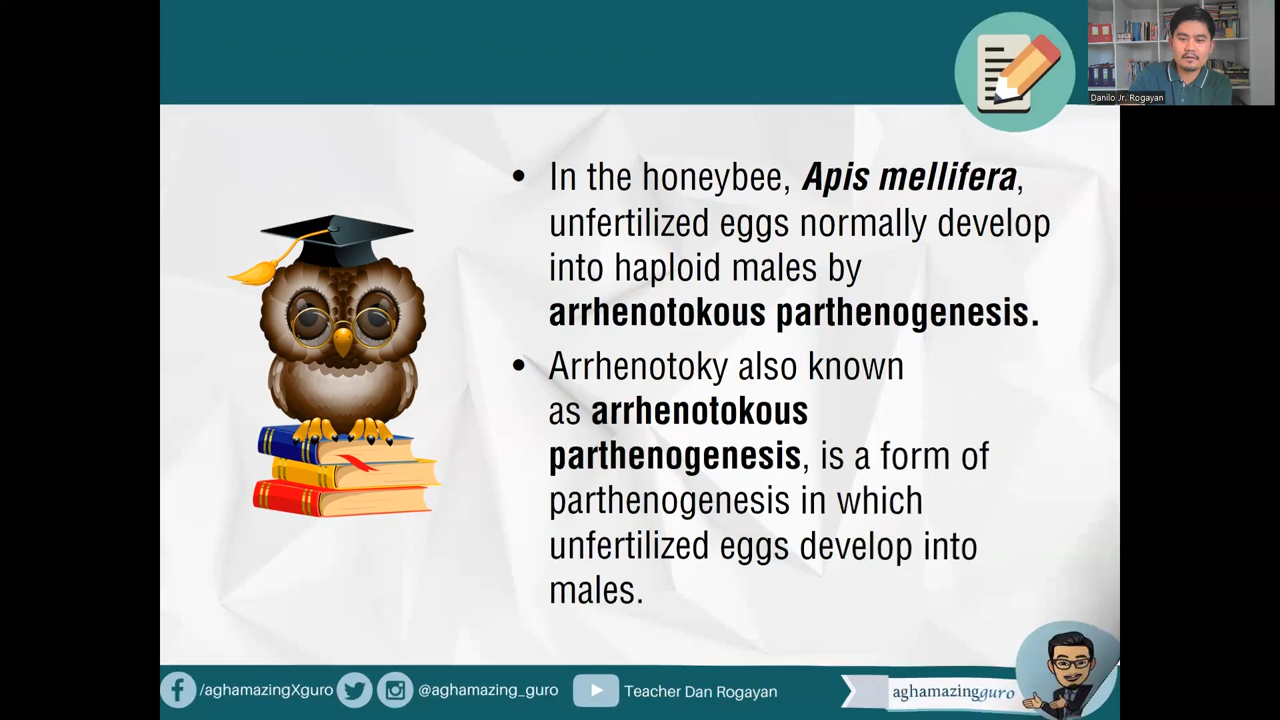 Danilo Jr. Rogayan
• In the honeybee, Apis mellifera,
unfertilized eggs normally develop
into haploid males by
arrhenotokous parthenogenesis.
• Arrhenotoky also known
as arrhenotokous
parthenogenesis, is a form of
parthenogenesis in which
unfertilized eggs develop into
males.
/aghamazingXguro
@aghamazing_guro
Teacher Dan Rogayan
aghamazingguro